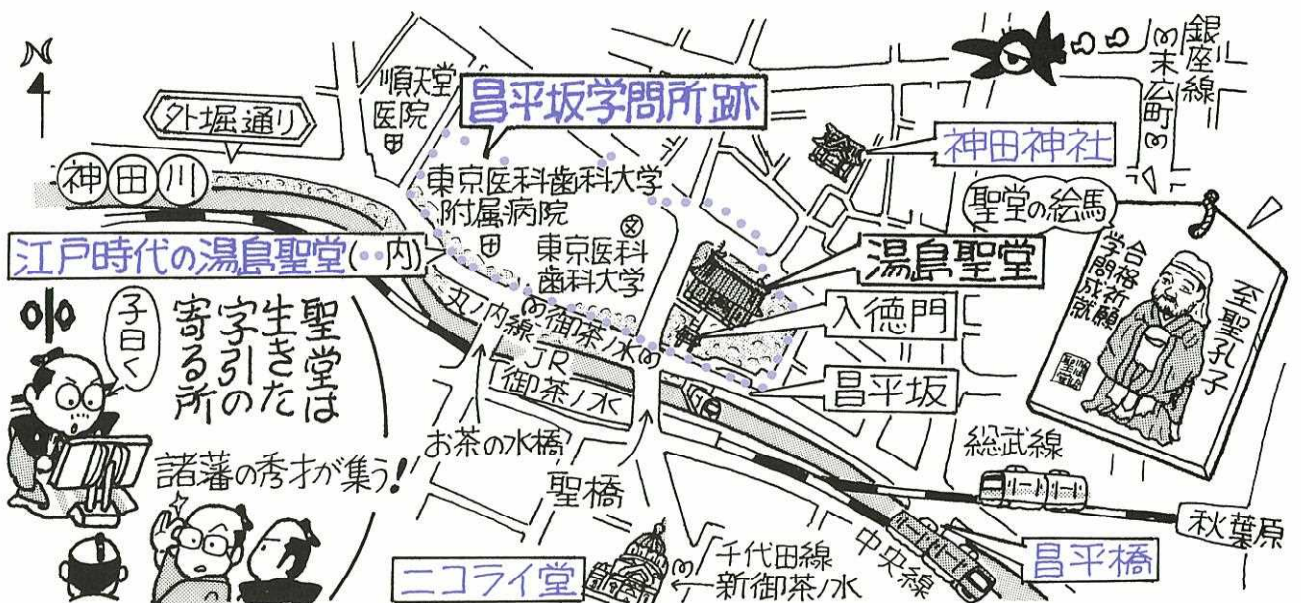 N
外堀通り
神田川
順天堂
医院
昌平坂学問所跡
東京医科歯科大学
附属病院
東京医科
歯科大学
神田神社
銀座線
末広町
聖堂の絵馬
至聖孔子
合格祈願
学問成就
江戸時代の湯島聖堂(••内)
湯島聖堂
入徳門
昌平坂
丸ノ内線
御茶ノ水
JR
御茶ノ水
お茶の水橋
聖橋
総武線
秋葉原
昌平橋
中央線
千代田線
新御茶ノ水
ニコライ堂
聖堂は
生きた
字引の
寄る所
子曰く
諸藩の秀才が集う!